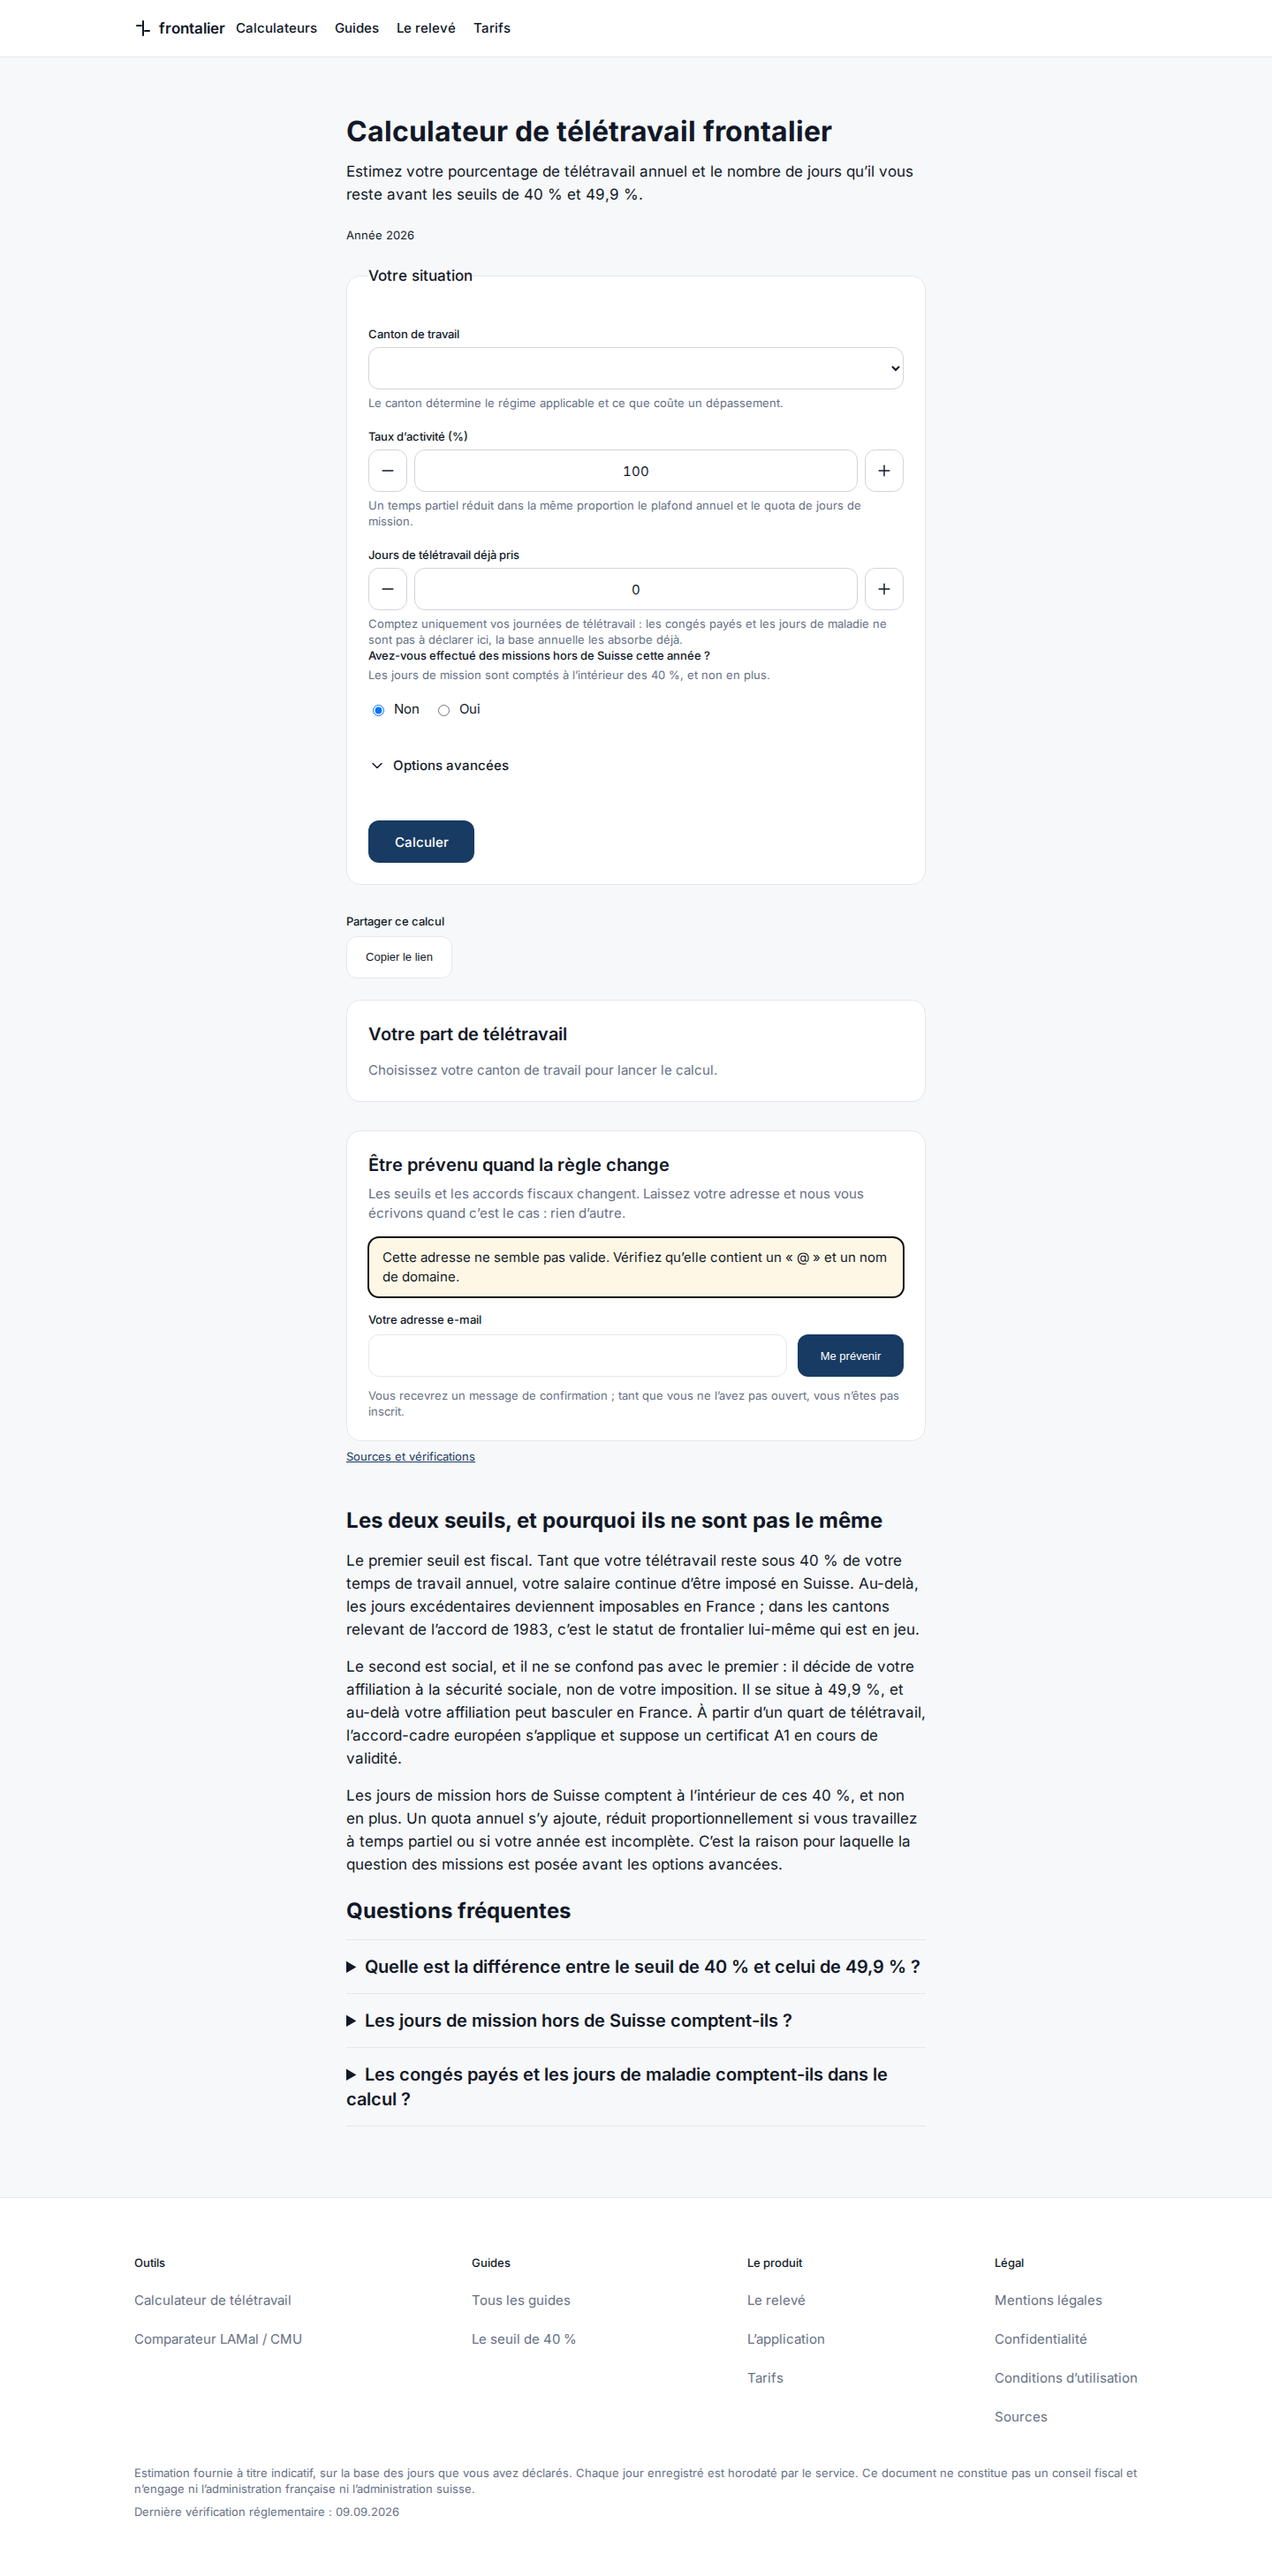 frontalier Calculateurs Guides Le relevé Tarifs
Calculateur de télétravail frontalier
Estimez votre pourcentage de télétravail annuel et le nombre de jours qu’il vous
reste avant les seuils de 40 % et 49,9 %.
Année 2026
Votre situation
Canton de travail
Le canton détermine le régime applicable et ce que coûte un dépassement.
Taux d’activité (%)
100
Un temps partiel réduit dans la même proportion le plafond annuel et le quota de jours de
mission.
Jours de télétravail déjà pris
0
Comptez uniquement vos journées de télétravail : les congés payés et les jours de maladie ne
sont pas à déclarer ici, la base annuelle les absorbe déjà.
Avez-vous effectué des missions hors de Suisse cette année ?
Les jours de mission sont comptés à l’intérieur des 40 %, et non en plus.
Non Oui
Options avancées
Calculer
Partager ce calcul
Copier le lien
Votre part de télétravail
Choisissez votre canton de travail pour lancer le calcul.
Être prévenu quand la règle change
Les seuils et les accords fiscaux changent. Laissez votre adresse et nous vous
écrivons quand c’est le cas : rien d’autre.
Cette adresse ne semble pas valide. Vérifiez qu’elle contient un « @ » et un nom
de domaine.
Votre adresse e-mail
Me prévenir
Vous recevrez un message de confirmation ; tant que vous ne l’avez pas ouvert, vous n’êtes pas
inscrit.
Sources et vérifications
Les deux seuils, et pourquoi ils ne sont pas le même
Le premier seuil est fiscal. Tant que votre télétravail reste sous 40 % de votre
temps de travail annuel, votre salaire continue d’être imposé en Suisse. Au-delà,
les jours excédentaires deviennent imposables en France ; dans les cantons
relevant de l’accord de 1983, c’est le statut de frontalier lui-même qui est en jeu.
Le second est social, et il ne se confond pas avec le premier : il décide de votre
affiliation à la sécurité sociale, non de votre imposition. Il se situe à 49,9 %, et
au-delà votre affiliation peut basculer en France. À partir d’un quart de télétravail,
l’accord-cadre européen s’applique et suppose un certificat A1 en cours de
validité.
Les jours de mission hors de Suisse comptent à l’intérieur de ces 40 %, et non
en plus. Un quota annuel s’y ajoute, réduit proportionnellement si vous travaillez
à temps partiel ou si votre année est incomplète. C’est la raison pour laquelle la
question des missions est posée avant les options avancées.
Questions fréquentes
Quelle est la différence entre le seuil de 40 % et celui de 49,9 % ?
Les jours de mission hors de Suisse comptent-ils ?
Les congés payés et les jours de maladie comptent-ils dans le
calcul ?
Outils
Calculateur de télétravail
Comparateur LAMal / CMU
Guides
Tous les guides
Le seuil de 40 %
Le produit
Le relevé
L’application
Tarifs
Légal
Mentions légales
Confidentialité
Conditions d’utilisation
Sources
Estimation fournie à titre indicatif, sur la base des jours que vous avez déclarés. Chaque jour enregistré est horodaté par le service. Ce document ne constitue pas un conseil fiscal et
n’engage ni l’administration française ni l’administration suisse.
Dernière vérification réglementaire : 09.09.2026